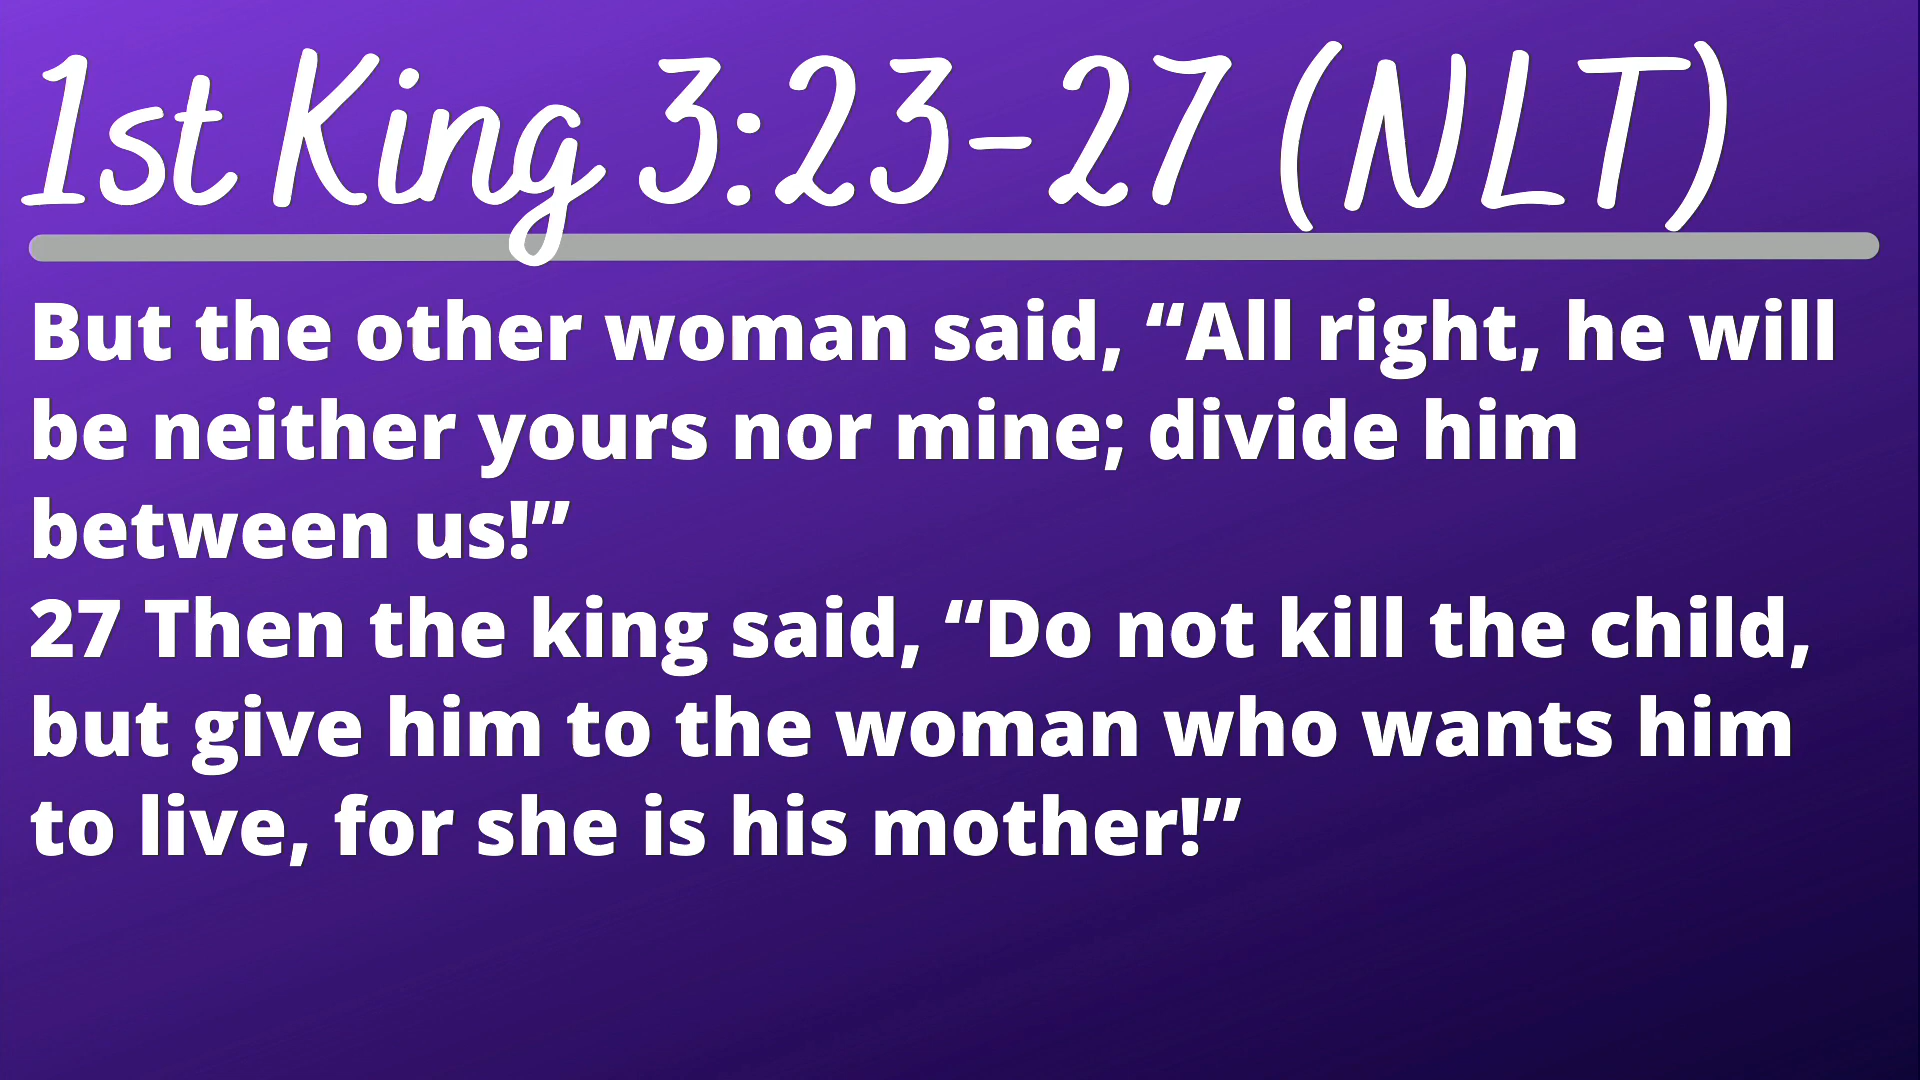 1st King 3:23-27 (NLT)
But the other woman said, “All right, he will
be neither yours nor mine; divide him
between us!”
27 Then the king said, “Do not kill the child,
but give him to the woman who wants him
to live, for she is his mother!”